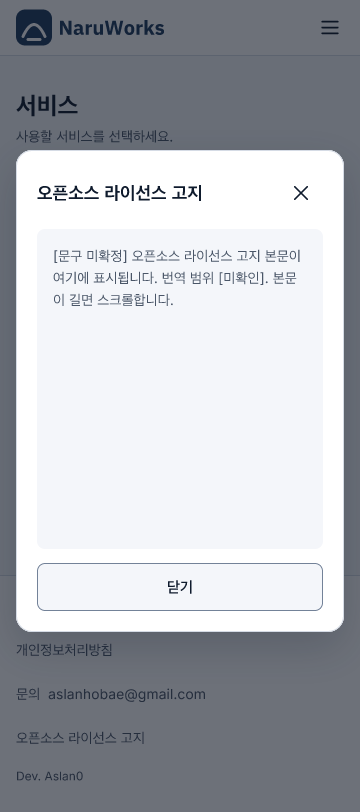 NaruWorks
서비스
사용할 서비스를 선택하세요.
오픈소스 라이선스 고지
[문구 미확정] 오픈소스 라이선스 고지 본문이
여기에 표시됩니다. 번역 범위 [미확인]. 본문
이 길면 스크롤합니다.
닫기
개인정보처리방침
문의 aslanhobae@gmail.com
오픈소스 라이선스 고지
Dev. Aslan0